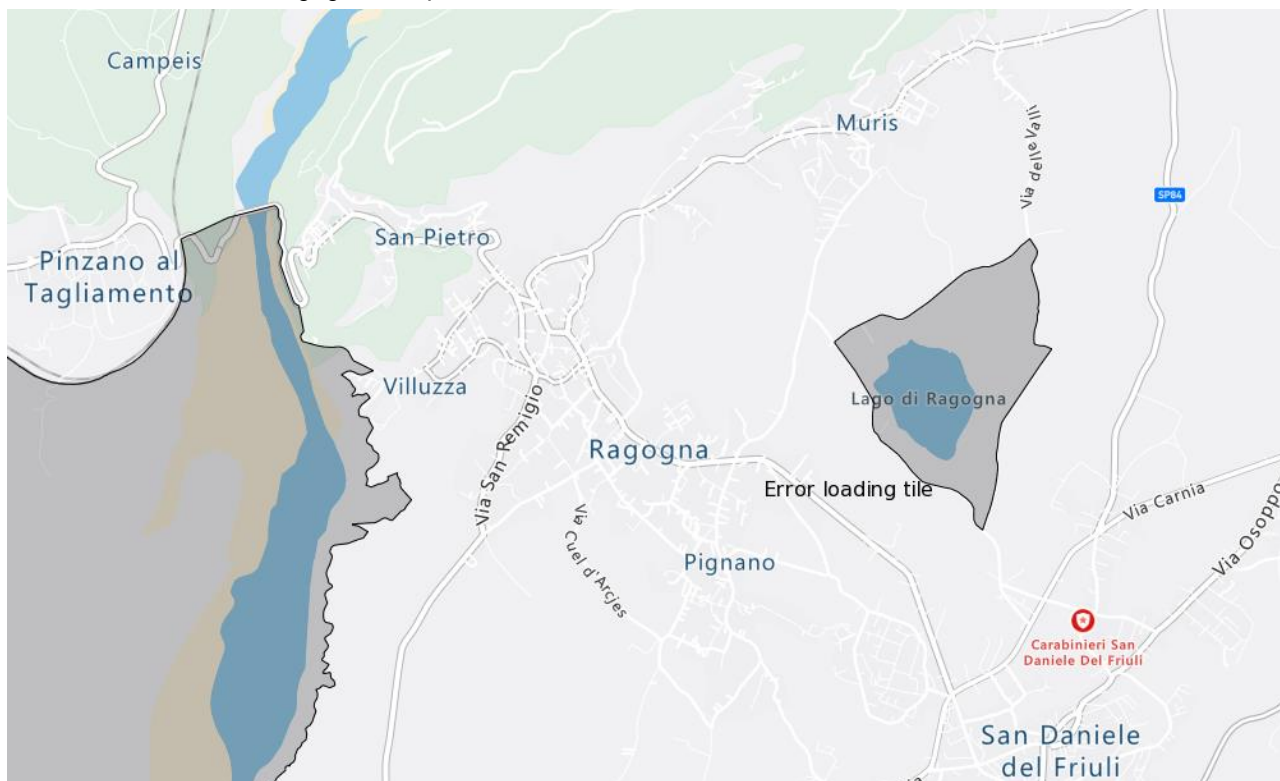 Campeis
Muris
Via delle Valli
SP84
San Pietro
Pinzano al
Tagliamento
Villuzza
Lago di Ragogna
Via San Remigio
Ragogna
Error loading tile
Via Carnia
Via Osoppo
Via Cuel d'Arcjes
Pignano
Carabinieri San
Daniele Del Friuli
San Daniele
del Friuli